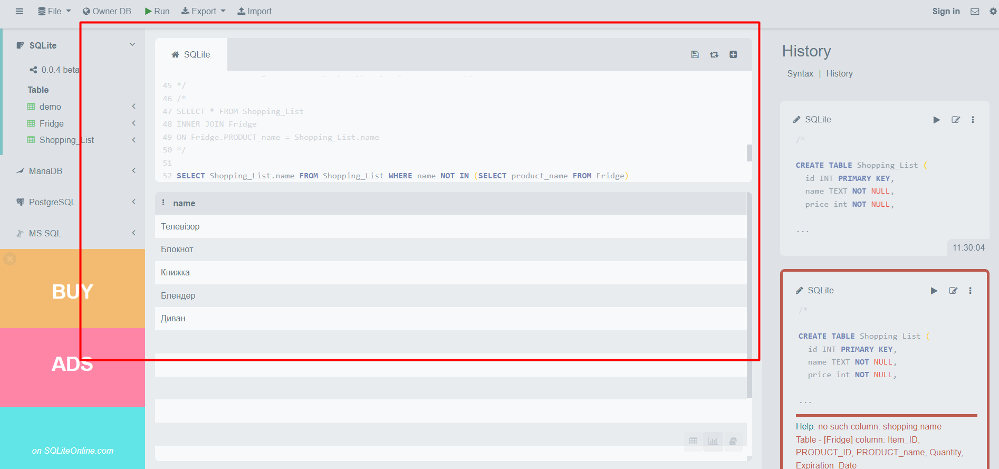 File Owner DB Run Export Import Sign in
SQLite
0.0.4 beta
Table
demo
Fridge
Shopping_List
MariaDB
PostgreSQL
MS SQL
BUY
ADS
on SQLiteOnline.com
SQLite
45 */
46 /*
47 SELECT * FROM Shopping_List
48 INNER JOIN Fridge
49 ON Fridge.PRODUCT_name = Shopping_List.name
50 */
51
52 SELECT Shopping_List.name FROM Shopping_List WHERE name NOT IN (SELECT product_name FROM Fridge)
name
Телевізор
Блокнот
Книжка
Блендер
Диван
History
Syntax | History
SQLite
/*
CREATE TABLE Shopping_List (
id INT PRIMARY KEY,
name TEXT NOT NULL,
price int NOT NULL,
...
11:30:04
SQLite
/*
CREATE TABLE Shopping_List (
id INT PRIMARY KEY,
name TEXT NOT NULL,
price int NOT NULL,
...
Help: no such column: shopping.name
Table - [Fridge] column: Item_ID,
PRODUCT_ID, PRODUCT_name, Quantity,
Expiration_Date